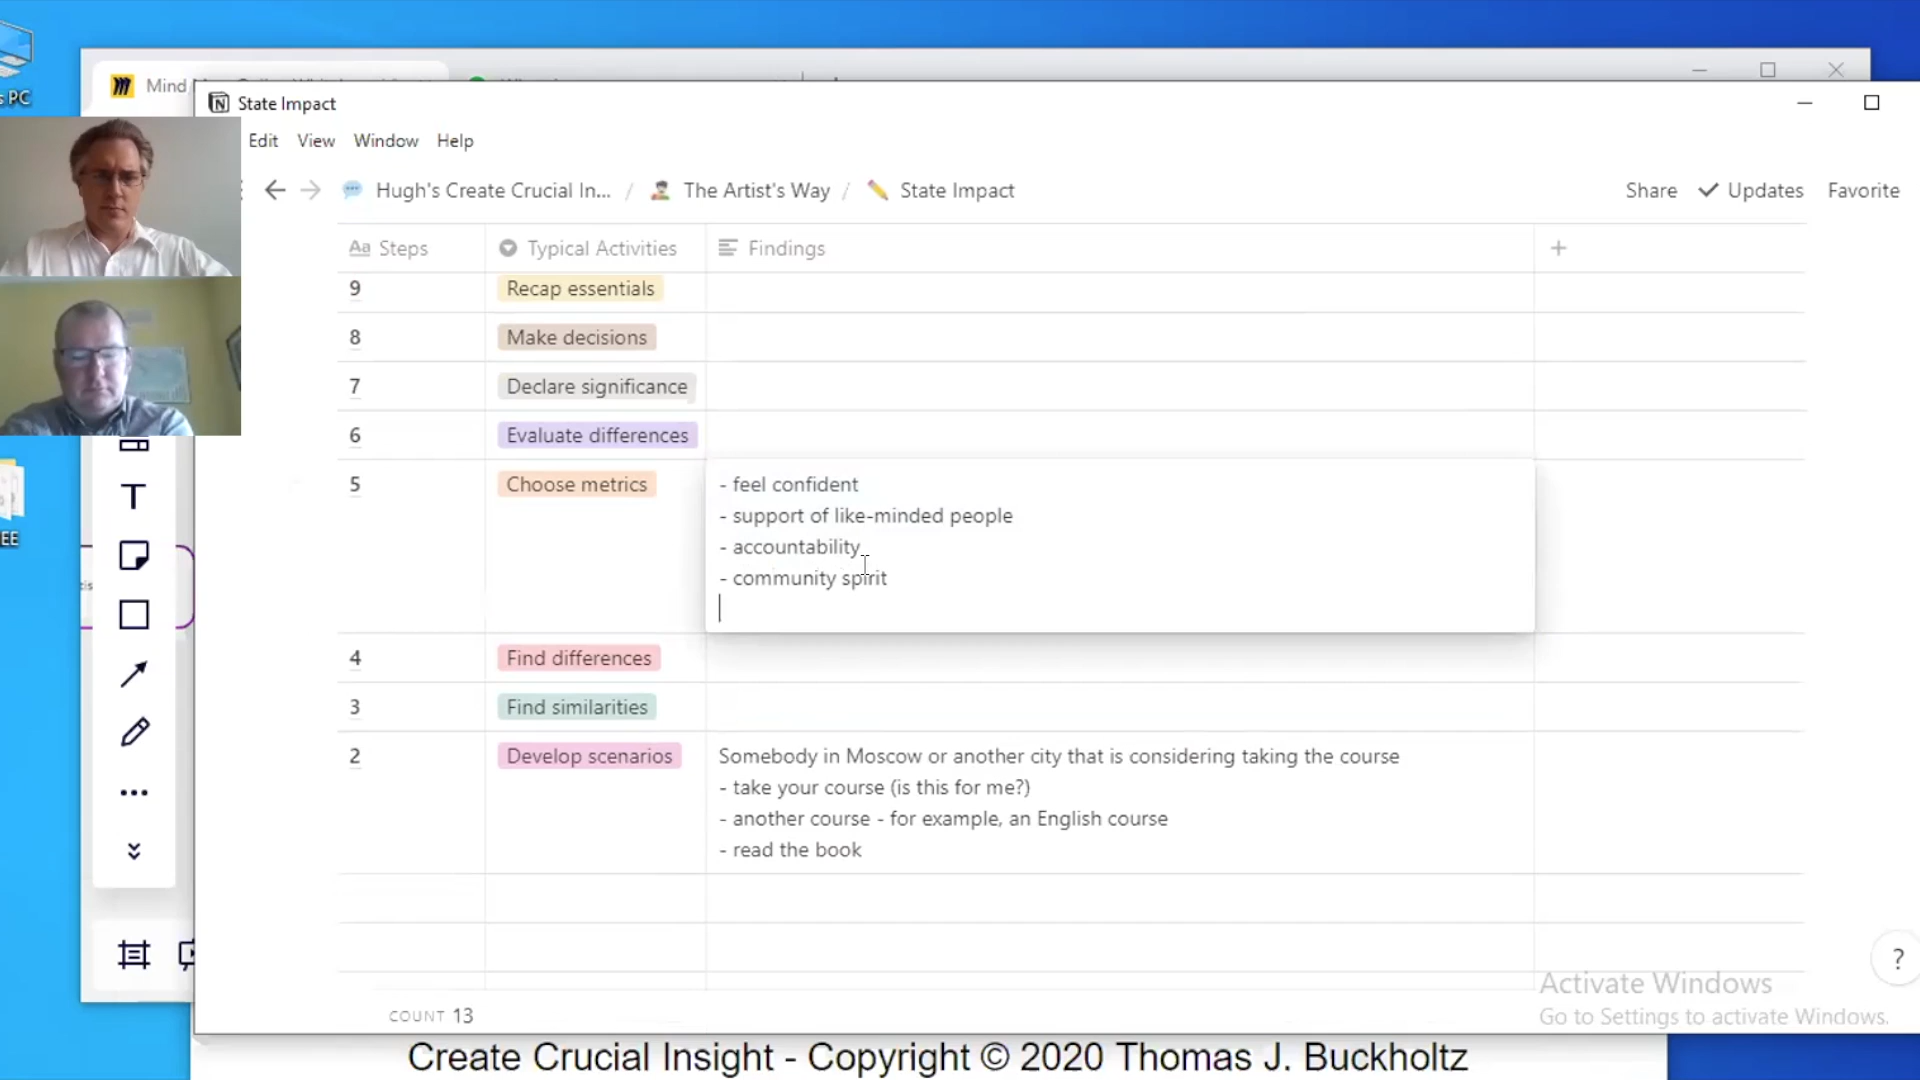 s PC
Mind
State Impact
Edit View Window Help
Hugh's Create Crucial In... / The Artist's Way / State Impact
Share Updates Favorite
Aa Steps Typical Activities Findings +
9 Recap essentials
8 Make decisions
7 Declare significance
6 Evaluate differences
5 Choose metrics - feel confident
- support of like-minded people
- accountability
- community spirit
4 Find differences
3 Find similarities
2 Develop scenarios Somebody in Moscow or another city that is considering taking the course
- take your course (is this for me?)
- another course - for example, an English course
- read the book
EE
T
?
COUNT 13
Activate Windows
Go to Settings to activate Windows.
Create Crucial Insight - Copyright © 2020 Thomas J. Buckholtz